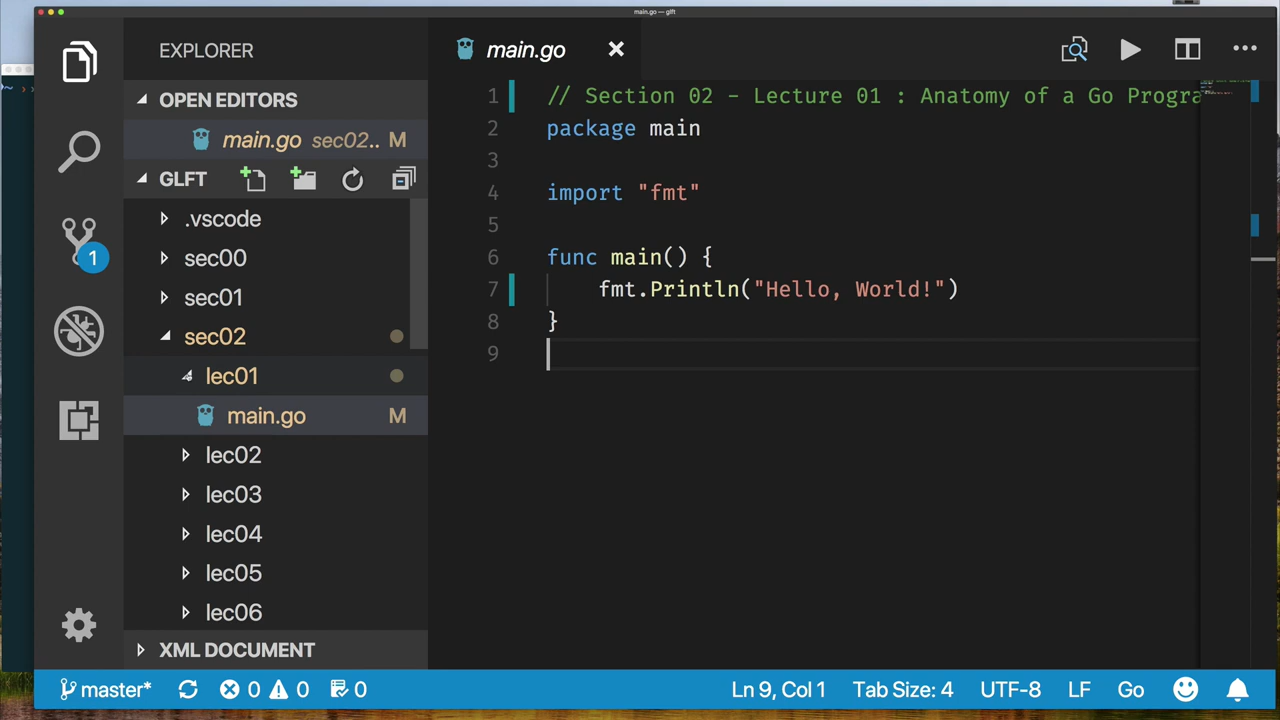 main.go — glft
EXPLORER
OPEN EDITORS
main.go sec02.. M
GLFT
.vscode
sec00
sec01
sec02
lec01
main.go M
lec02
lec03
lec04
lec05
lec06
XML DOCUMENT
main.go
1 // Section 02 - Lecture 01 : Anatomy of a Go Progra
2 package main
3
4 import "fmt"
5
6 func main() {
7 fmt.Println("Hello, World!")
8 }
9
1
master* 0 0 0 Ln 9, Col 1 Tab Size: 4 UTF-8 LF Go